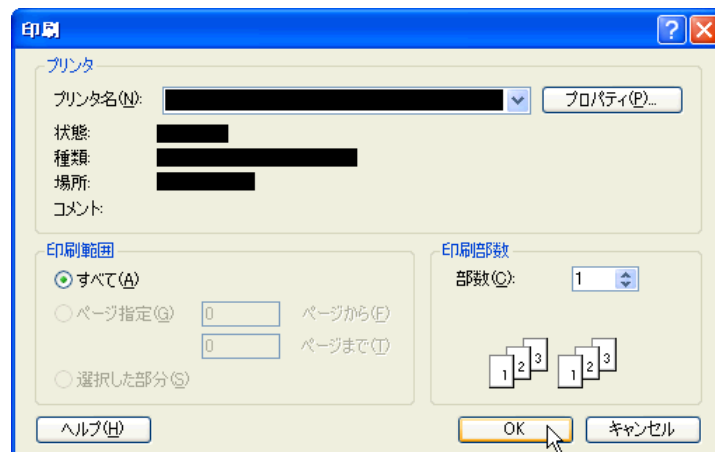 印刷
プリンタ
プリンタ名(N): プロパティ(P)...
状態:
種類:
場所:
コメント:
印刷範囲
すべて(A)
ページ指定(G) 0 ページから(F)
0 ページまで(T)
選択した部分(S)
印刷部数
部数(C): 1
1 2 3 1 2 3
ヘルプ(H) OK キャンセル